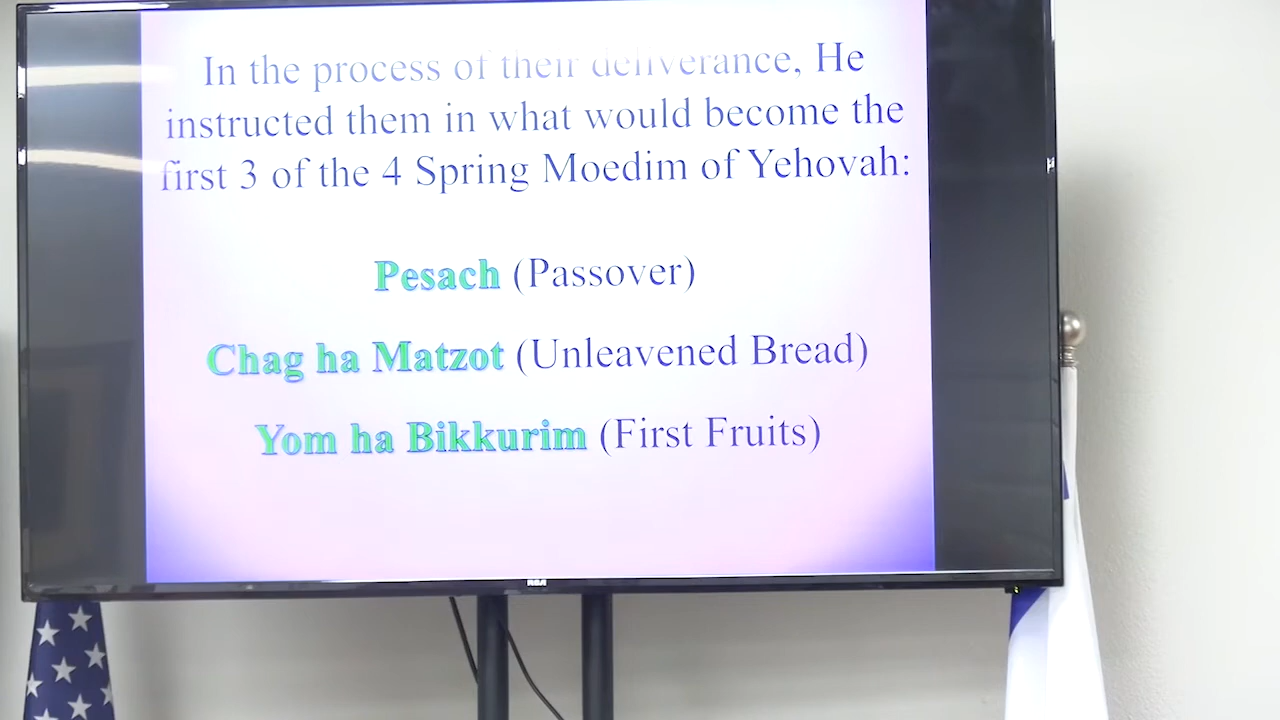 In the process of their deliverance, He
instructed them in what would become the
first 3 of the 4 Spring Moedim of Yehovah:
Pesach (Passover)
Chag ha Matzot (Unleavened Bread)
Yom ha Bikkurim (First Fruits)
RCA